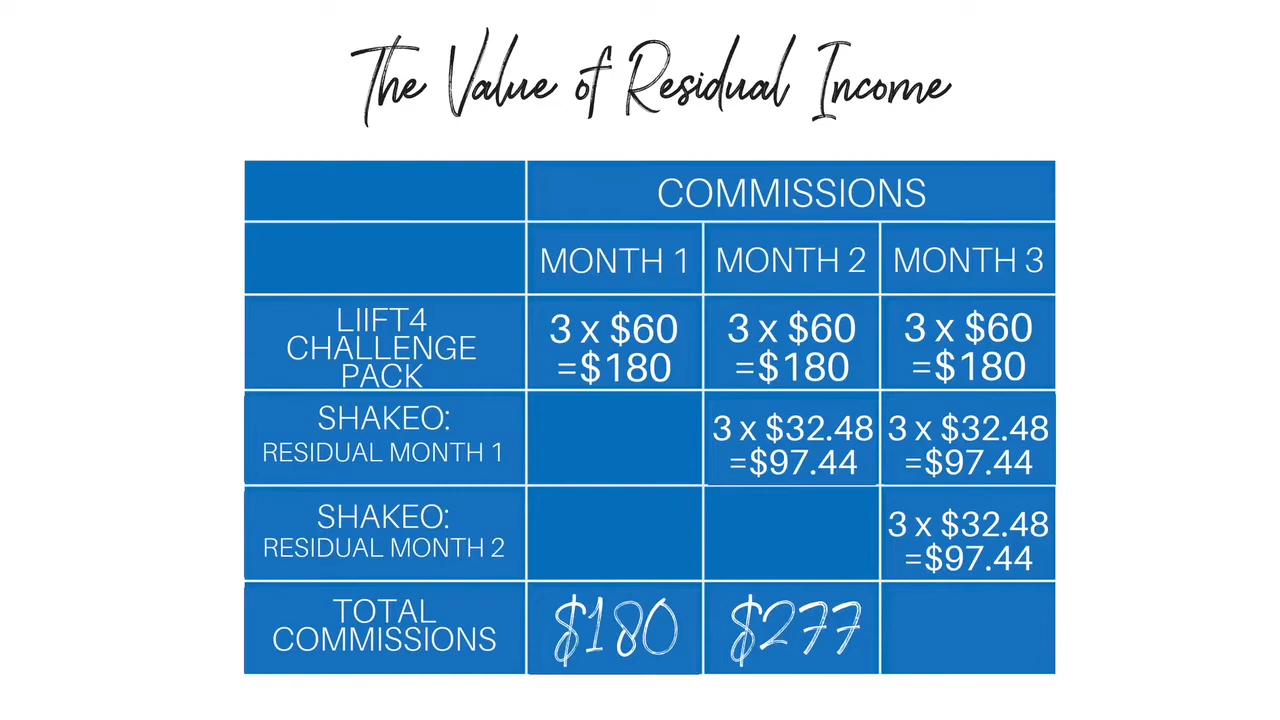 The Value of Residual Income
COMMISSIONS
MONTH 1 MONTH 2 MONTH 3
LIIFT4
CHALLENGE
PACK
3 x $60
=$180
3 x $60
=$180
3 x $60
=$180
SHAKEO:
RESIDUAL MONTH 1
3 x $32.48
=$97.44
3 x $32.48
=$97.44
SHAKEO:
RESIDUAL MONTH 2
3 x $32.48
=$97.44
TOTAL
COMMISSIONS
$180
$277